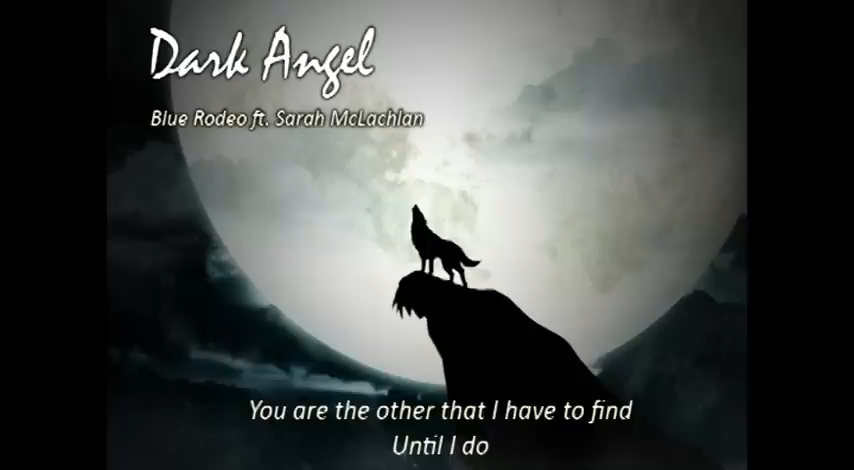 Dark Angel
Blue Rodeo ft. Sarah McLachlan
You are the other that I have to find
Until I do